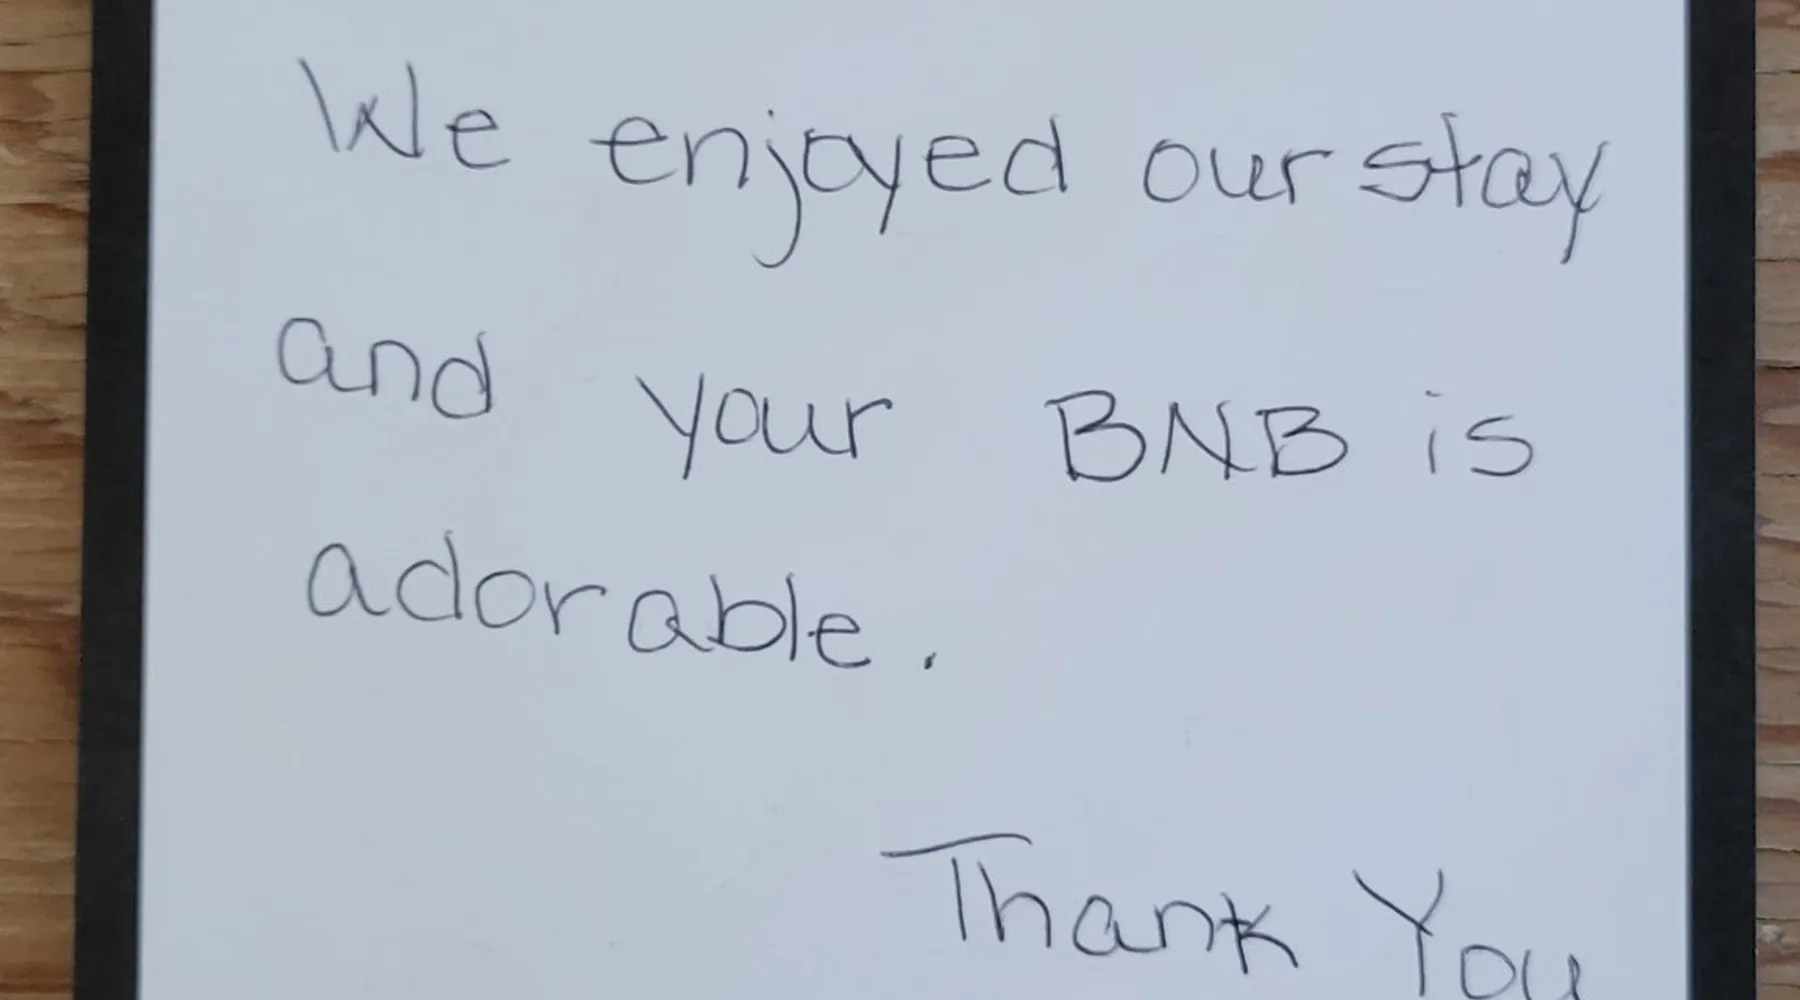 We enjoyed our stay
and your BNB is
adorable.
Thank You